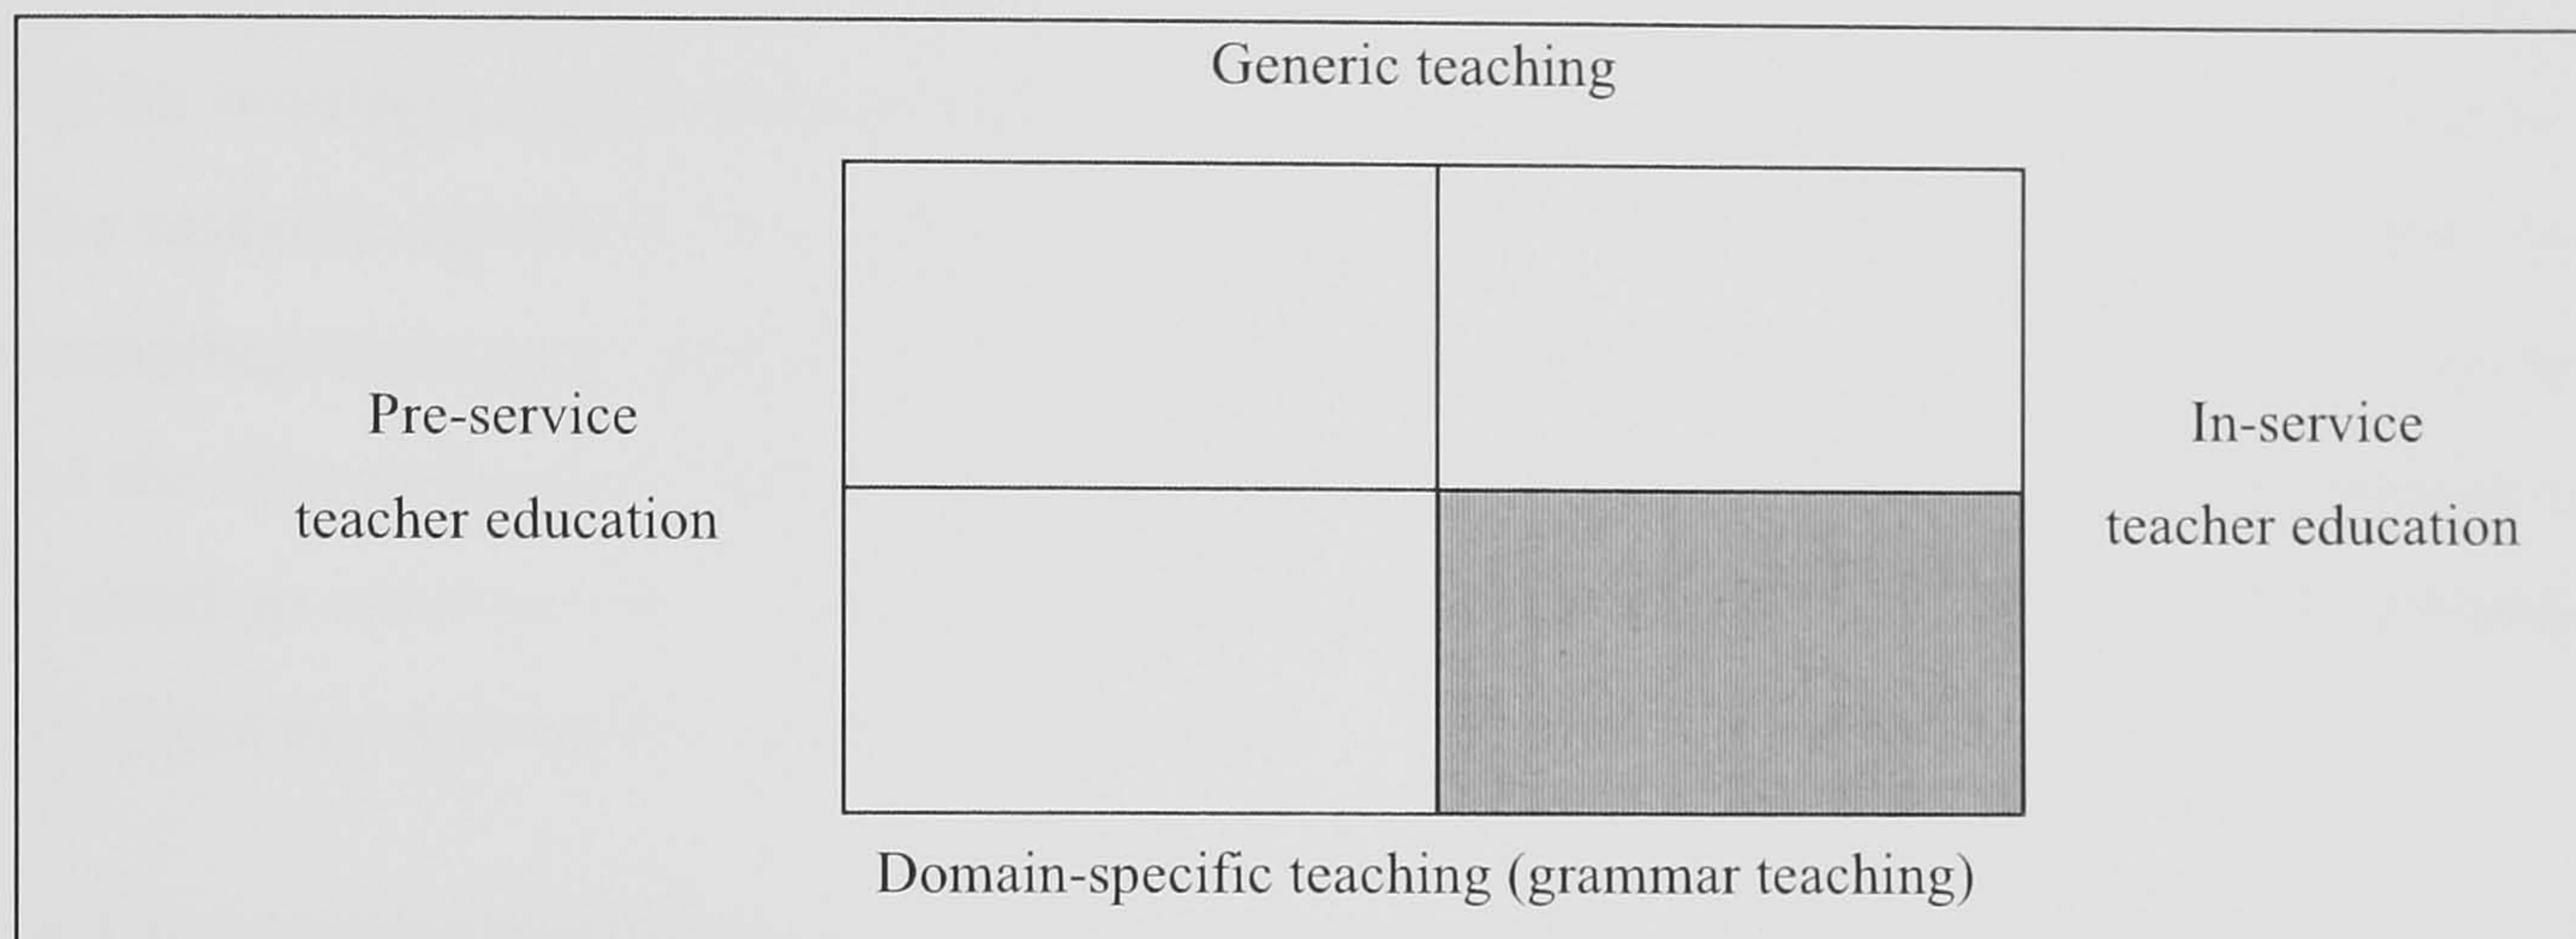 Generic teaching
Pre-service
teacher education
In-service
teacher education
Domain-specific teaching (grammar teaching)